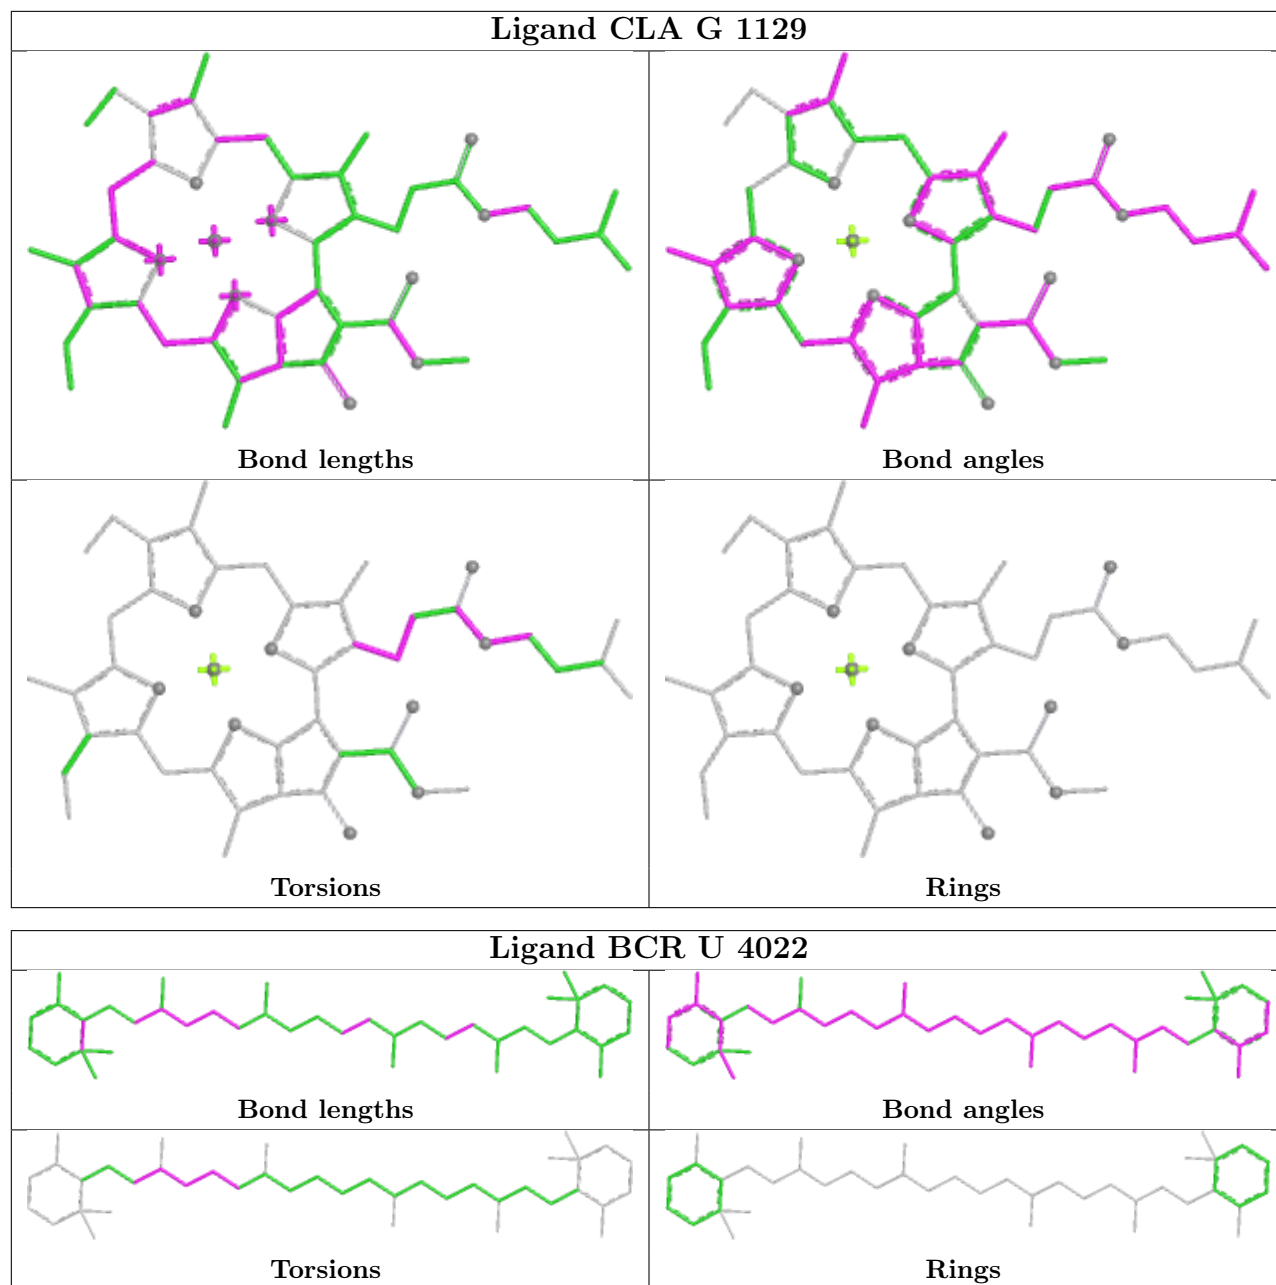 Ligand CLA G 1129
Bond lengths
Bond angles
Torsions
Rings
Ligand BCR U 4022
Bond lengths
Bond angles
Torsions
Rings